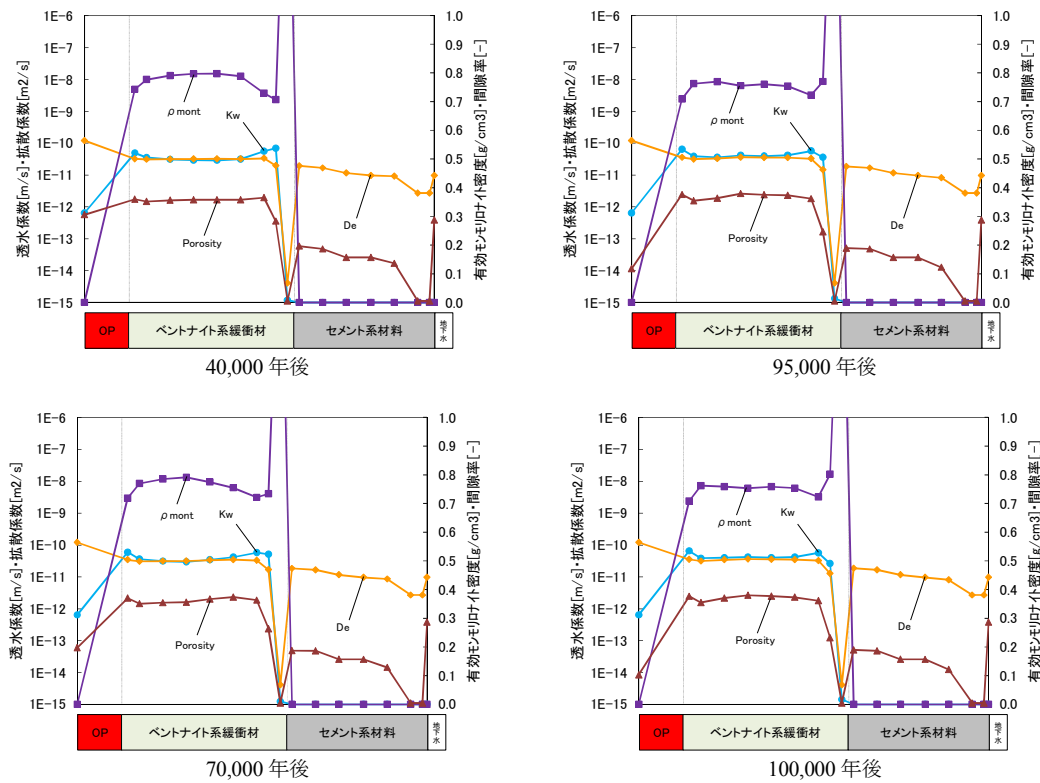 1E-6
1E-7
1E-8
1E-9
1E-10
1E-11
1E-12
1E-13
1E-14
1E-15
透水係数[m/s]・拡散係数[m2/s]
1.0
0.9
0.8
0.7
0.6
0.5
0.4
0.3
0.2
0.1
0.0
有効モンモリロナイト密度[g/cm3]・間隙率[-]
ρ mont
Kw
De
Porosity
OP
ベントナイト系緩衝材
セメント系材料
地下水
40,000 年後
1E-6
1E-7
1E-8
1E-9
1E-10
1E-11
1E-12
1E-13
1E-14
1E-15
透水係数[m/s]・拡散係数[m2/s]
1.0
0.9
0.8
0.7
0.6
0.5
0.4
0.3
0.2
0.1
0.0
有効モンモリロナイト密度[g/cm3]・間隙率[-]
ρ mont
Kw
De
Porosity
OP
ベントナイト系緩衝材
セメント系材料
地下水
95,000 年後
1E-6
1E-7
1E-8
1E-9
1E-10
1E-11
1E-12
1E-13
1E-14
1E-15
透水係数[m/s]・拡散係数[m2/s]
1.0
0.9
0.8
0.7
0.6
0.5
0.4
0.3
0.2
0.1
0.0
有効モンモリロナイト密度[g/cm3]・間隙率[-]
ρ mont
Kw
De
Porosity
OP
ベントナイト系緩衝材
セメント系材料
地下水
70,000 年後
1E-6
1E-7
1E-8
1E-9
1E-10
1E-11
1E-12
1E-13
1E-14
1E-15
透水係数[m/s]・拡散係数[m2/s]
1.0
0.9
0.8
0.7
0.6
0.5
0.4
0.3
0.2
0.1
0.0
有効モンモリロナイト密度[g/cm3]・間隙率[-]
ρ mont
Kw
De
Porosity
OP
ベントナイト系緩衝材
セメント系材料
地下水
100,000 年後